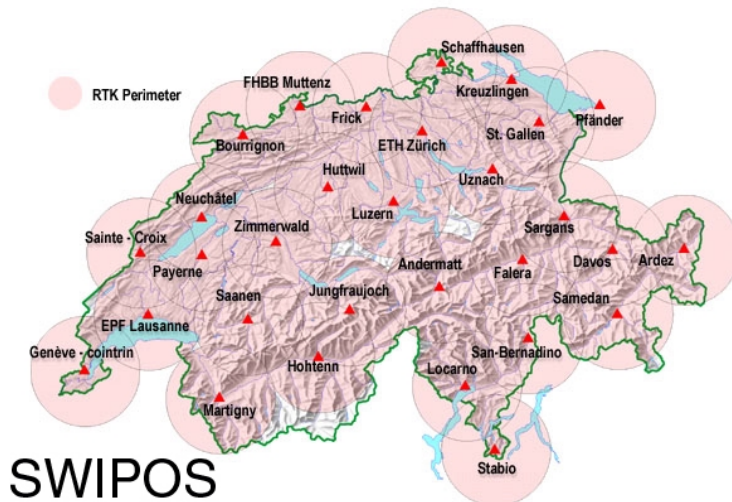 Schaffhausen
RTK Perimeter
FHBB Muttenz
Kreuzlingen
Frick
Pfänder
Bourrignon
ETH Zürich
St. Gallen
Huttwil
Uznach
Neuchâtel
Luzern
Zimmerwald
Sargans
Sainte - Croix
Payerne
Andermatt
Falera
Davos
Ardez
Saanen
Jungfraujoch
Samedan
EPF Lausanne
Genève - cointrin
San-Bernadino
Hohtenn
Locarno
Martigny
SWIPOS
Stabio